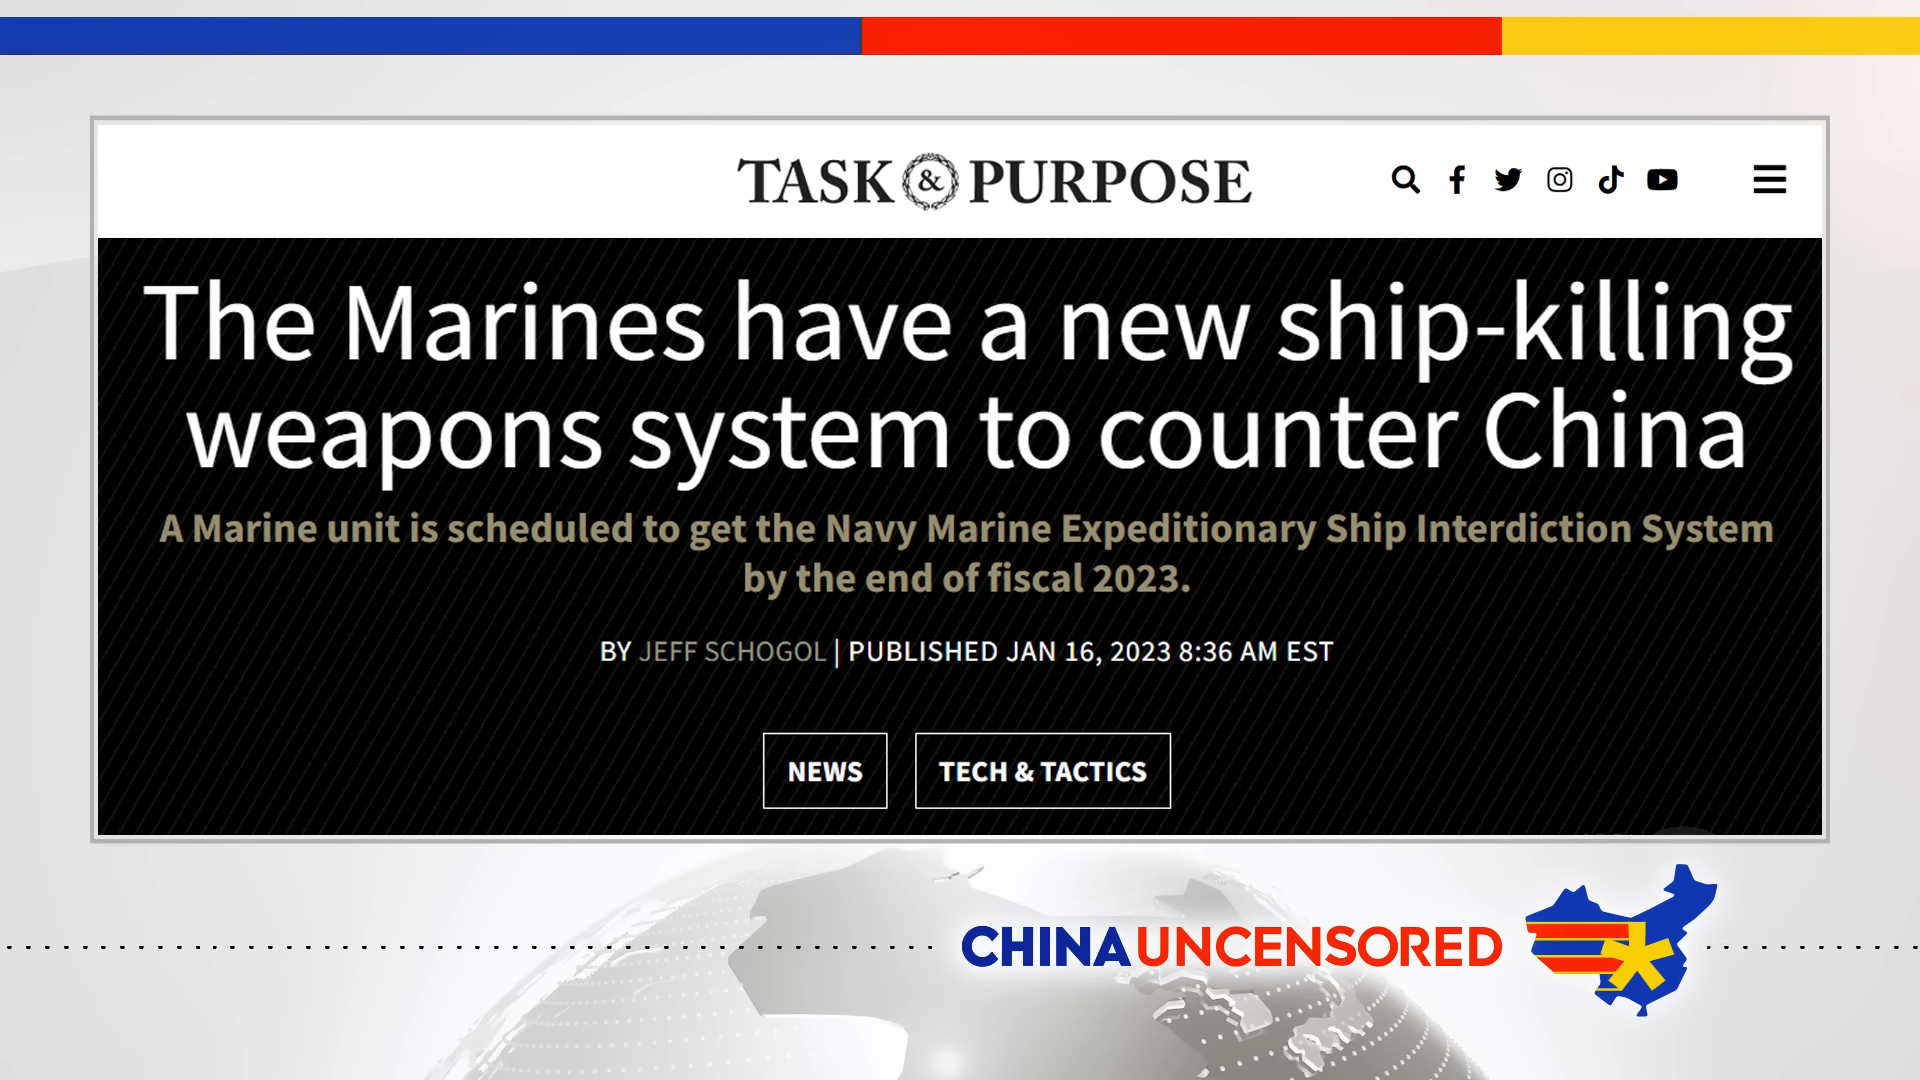 TASK & PURPOSE
The Marines have a new ship-killing
weapons system to counter China
A Marine unit is scheduled to get the Navy Marine Expeditionary Ship Interdiction System
by the end of fiscal 2023.
BY JEFF SCHOGOL | PUBLISHED JAN 16, 2023 8:36 AM EST
NEWS TECH & TACTICS
CHINAUNCENSORED